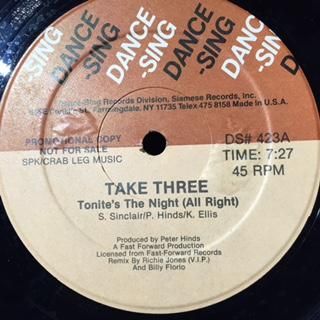 DANCE
-SING
DANCE
-SING
DANCE
-SING
DANCE
-SING
Dance-Sing Records Division, Siamese Records, Inc.
St., Farmingdale, NY 11735 Telex 475 8158 Made In U.S.A.
PROMOTIONAL COPY
NOT FOR SALE
SPK/CRAB LEG MUSIC
DS# 423A
TIME: 7:27
45 RPM
TAKE THREE
Tonite's The Night (All Right)
S. Sinclair/P. Hinds/K. Ellis
Produced by Peter Hinds
A Fast Forward Production
Licensed from Fast-Forward Records
Remix By Richie Jones (V.I.P.)
And Billy Florio